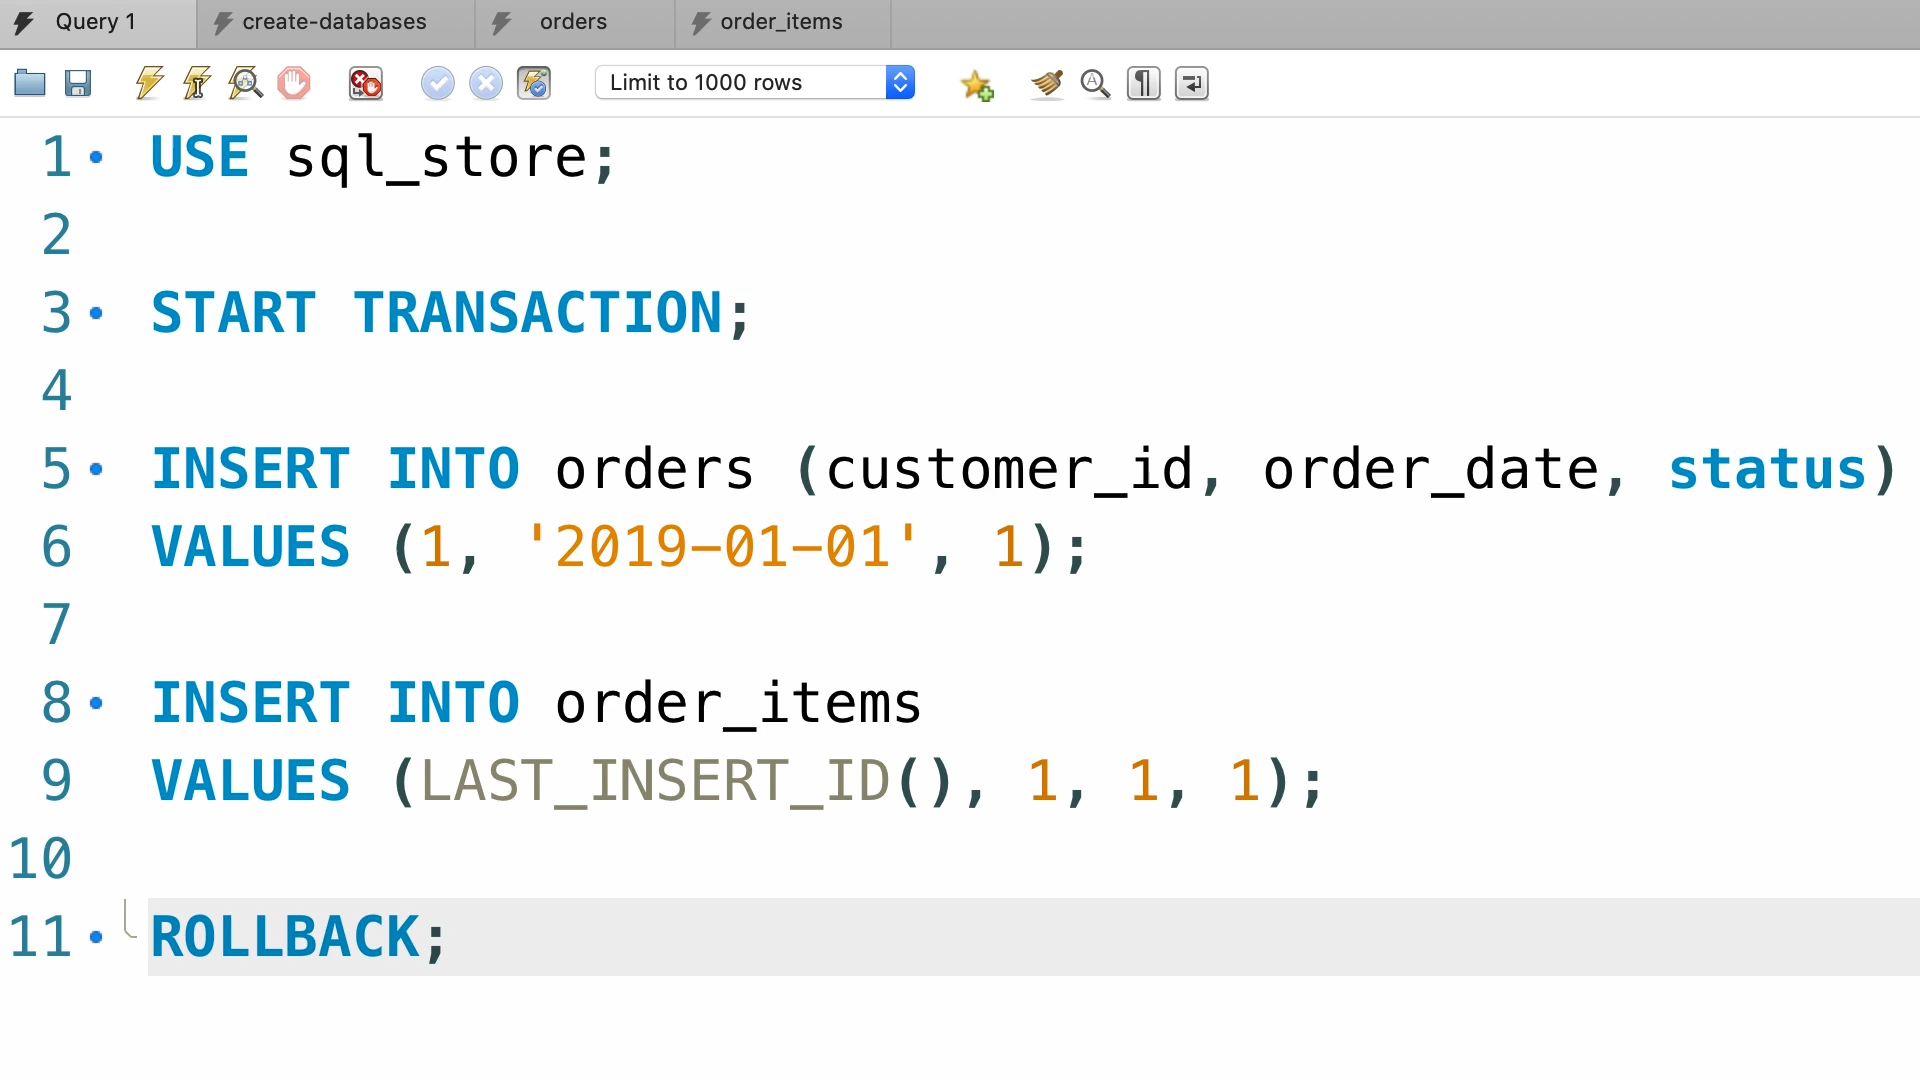 Query 1 create-databases orders order_items
Limit to 1000 rows
1 USE sql_store;
2
3 START TRANSACTION;
4
5 INSERT INTO orders (customer_id, order_date, status)
6 VALUES (1, '2019-01-01', 1);
7
8 INSERT INTO order_items
9 VALUES (LAST_INSERT_ID(), 1, 1, 1);
10
11 ROLLBACK;